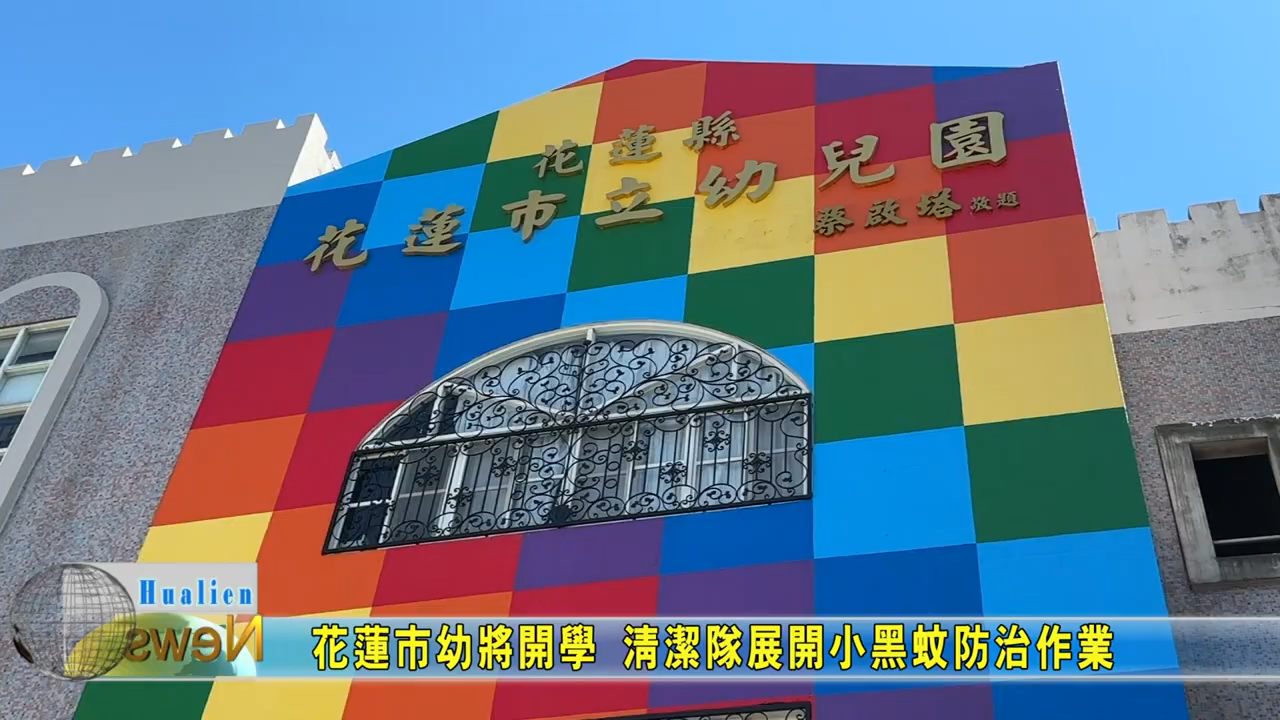 花蓮縣
花蓮市立幼兒園
蔡啟塔敬題
Hualien
News
花蓮市幼將開學 清潔隊展開小黑蚊防治作業